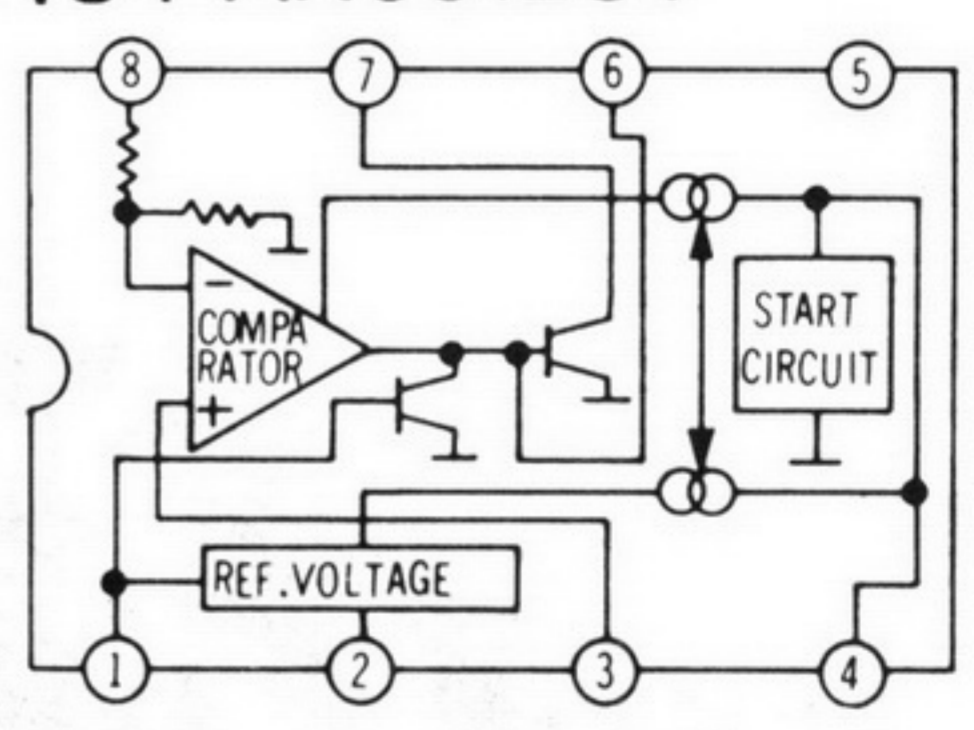 8 7 6 5
−
COMPA
RATOR
+
START
CIRCUIT
REF.VOLTAGE
1 2 3 4